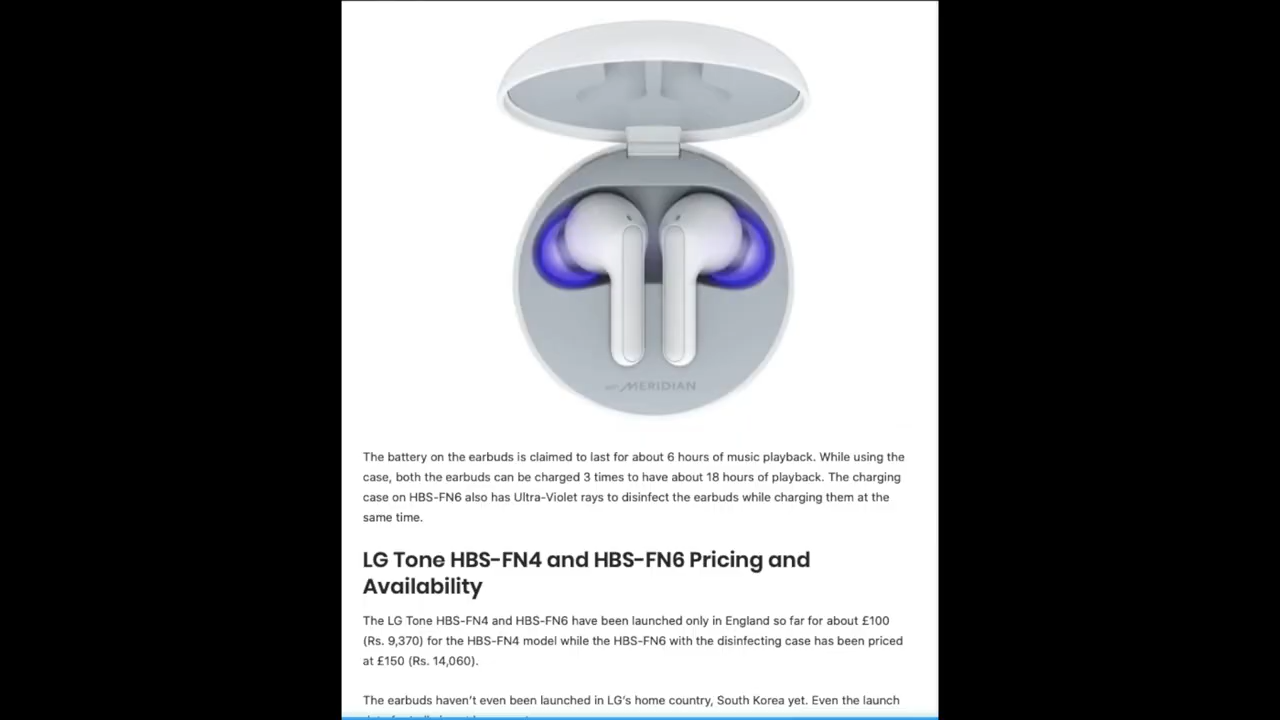 MERIDIAN
The battery on the earbuds is claimed to last for about 6 hours of music playback. While using the
case, both the earbuds can be charged 3 times to have about 18 hours of playback. The charging
case on HBS-FN6 also has Ultra-Violet rays to disinfect the earbuds while charging them at the
same time.
LG Tone HBS-FN4 and HBS-FN6 Pricing and
Availability
The LG Tone HBS-FN4 and HBS-FN6 have been launched only in England so far for about £100
(Rs. 9,370) for the HBS-FN4 model while the HBS-FN6 with the disinfecting case has been priced
at £150 (Rs. 14,060).
The earbuds haven’t even been launched in LG’s home country, South Korea yet. Even the launch